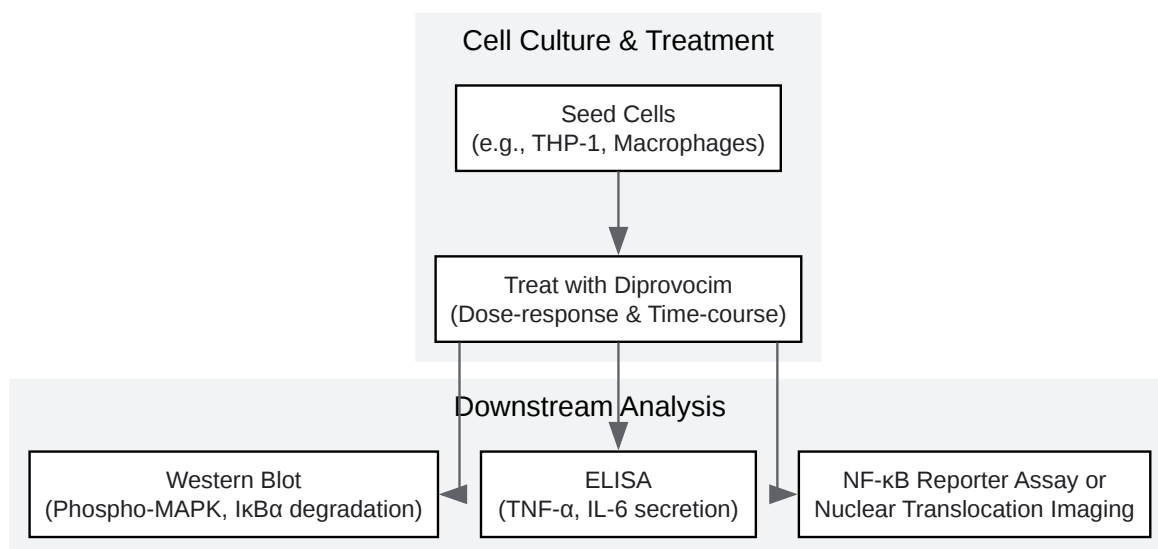 Cell Culture & Treatment
Seed Cells
(e.g., THP-1, Macrophages)
Treat with Diprovocim
(Dose-response & Time-course)
Downstream Analysis
Western Blot
(Phospho-MAPK, IκBα degradation)
ELISA
(TNF-α, IL-6 secretion)
NF-κB Reporter Assay or
Nuclear Translocation Imaging